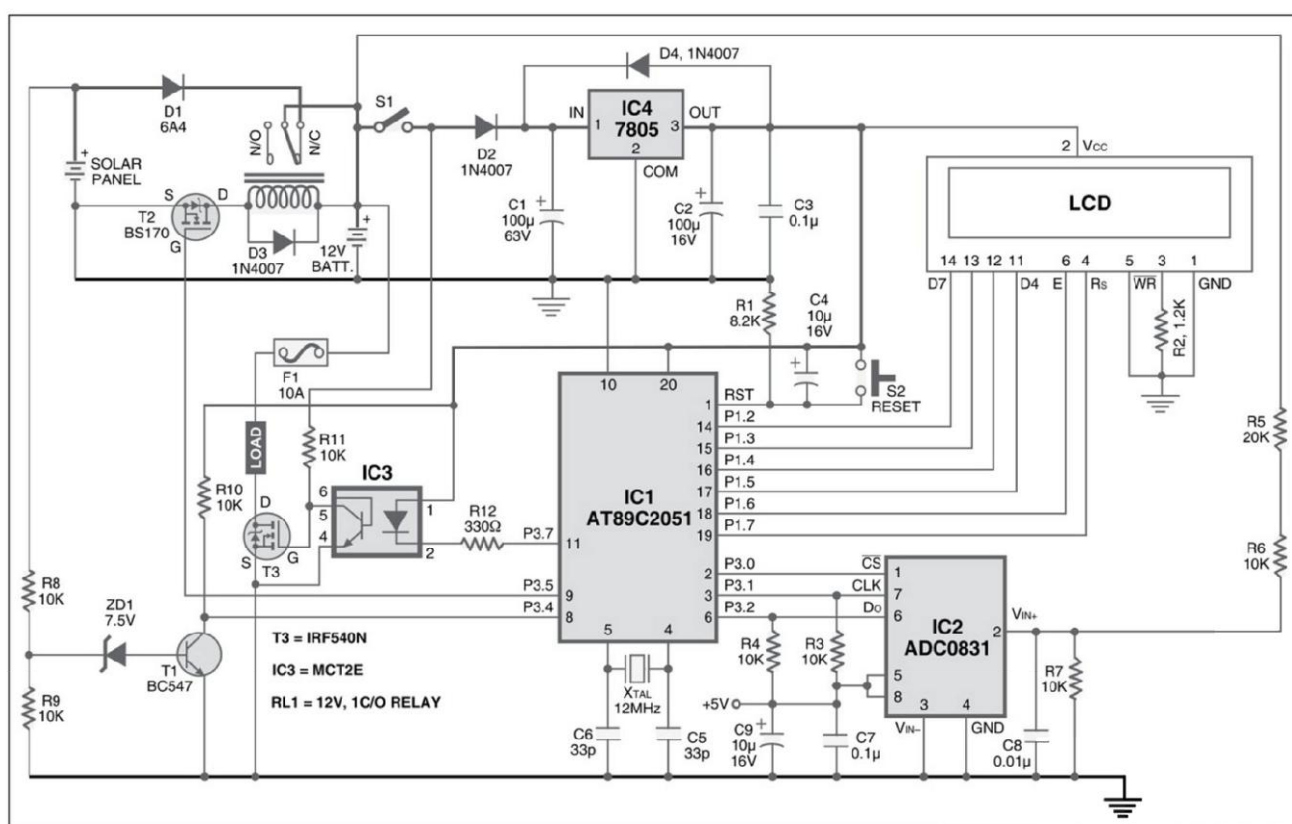 D4, 1N4007
D1
6A4
S1
IN
IC4
7805
OUT
1
3
2
COM
N/O
N/C
D2
1N4007
SOLAR
PANEL
+
S
D
T2
BS170
G
D3
1N4007
+
12V
BATT.
+
C1
100µ
63V
+
C2
100µ
16V
C3
0.1µ
2
Vcc
LCD
14 13 12 11 6 4 5 3 1
D7 D4 E Rs WR GND
R2, 1.2K
R1
8.2K
C4
10µ
16V
+
F1
10A
10 20
RST
1
S2
RESET
P1.2
14
P1.3
15
P1.4
16
P1.5
17
P1.6
18
P1.7
19
R5
20K
LOAD
R11
10K
IC3
6
5
4
1
2
R10
10K
D
G
S
T3
R12
330Ω
P3.7
11
IC1
AT89C2051
R6
10K
P3.0
2
CS
1
P3.1
3
CLK
7
P3.2
6
Do
6
P3.5
9
P3.4
8
R8
10K
ZD1
7.5V
T1
BC547
T3 = IRF540N
IC3 = MCT2E
RL1 = 12V, 1C/O RELAY
5 4
XTAL
12MHz
R4
10K
R3
10K
IC2
ADC0831
VIN+
2
5
8
R7
10K
R9
10K
+5V
C6
33p
C5
33p
C9
10µ
16V
+
C7
0.1µ
3 4
VIN– GND
C8
0.01µ